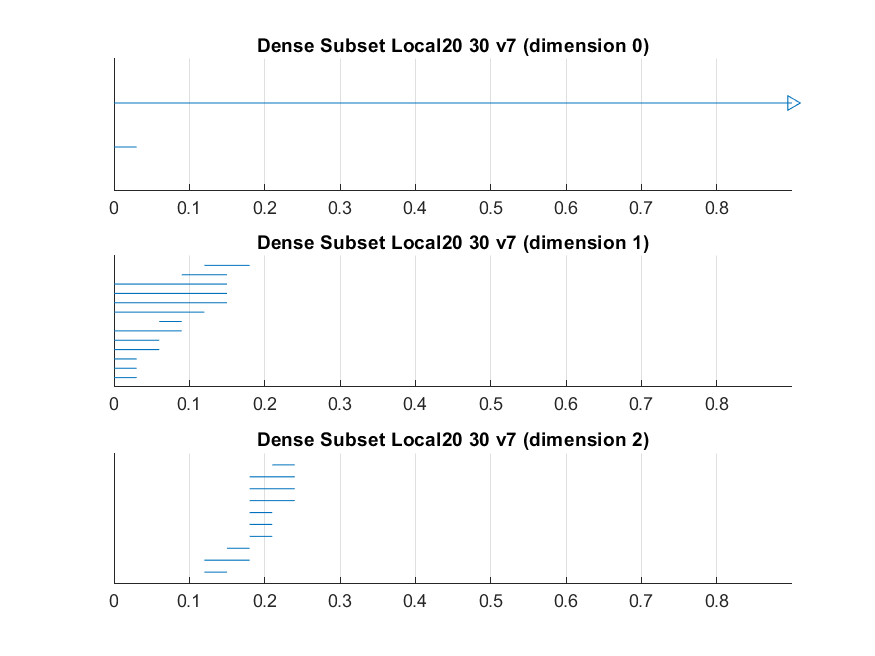 Dense Subset Local20 30 v7 (dimension 0)
0 0.1 0.2 0.3 0.4 0.5 0.6 0.7 0.8
Dense Subset Local20 30 v7 (dimension 1)
0 0.1 0.2 0.3 0.4 0.5 0.6 0.7 0.8
Dense Subset Local20 30 v7 (dimension 2)
0 0.1 0.2 0.3 0.4 0.5 0.6 0.7 0.8